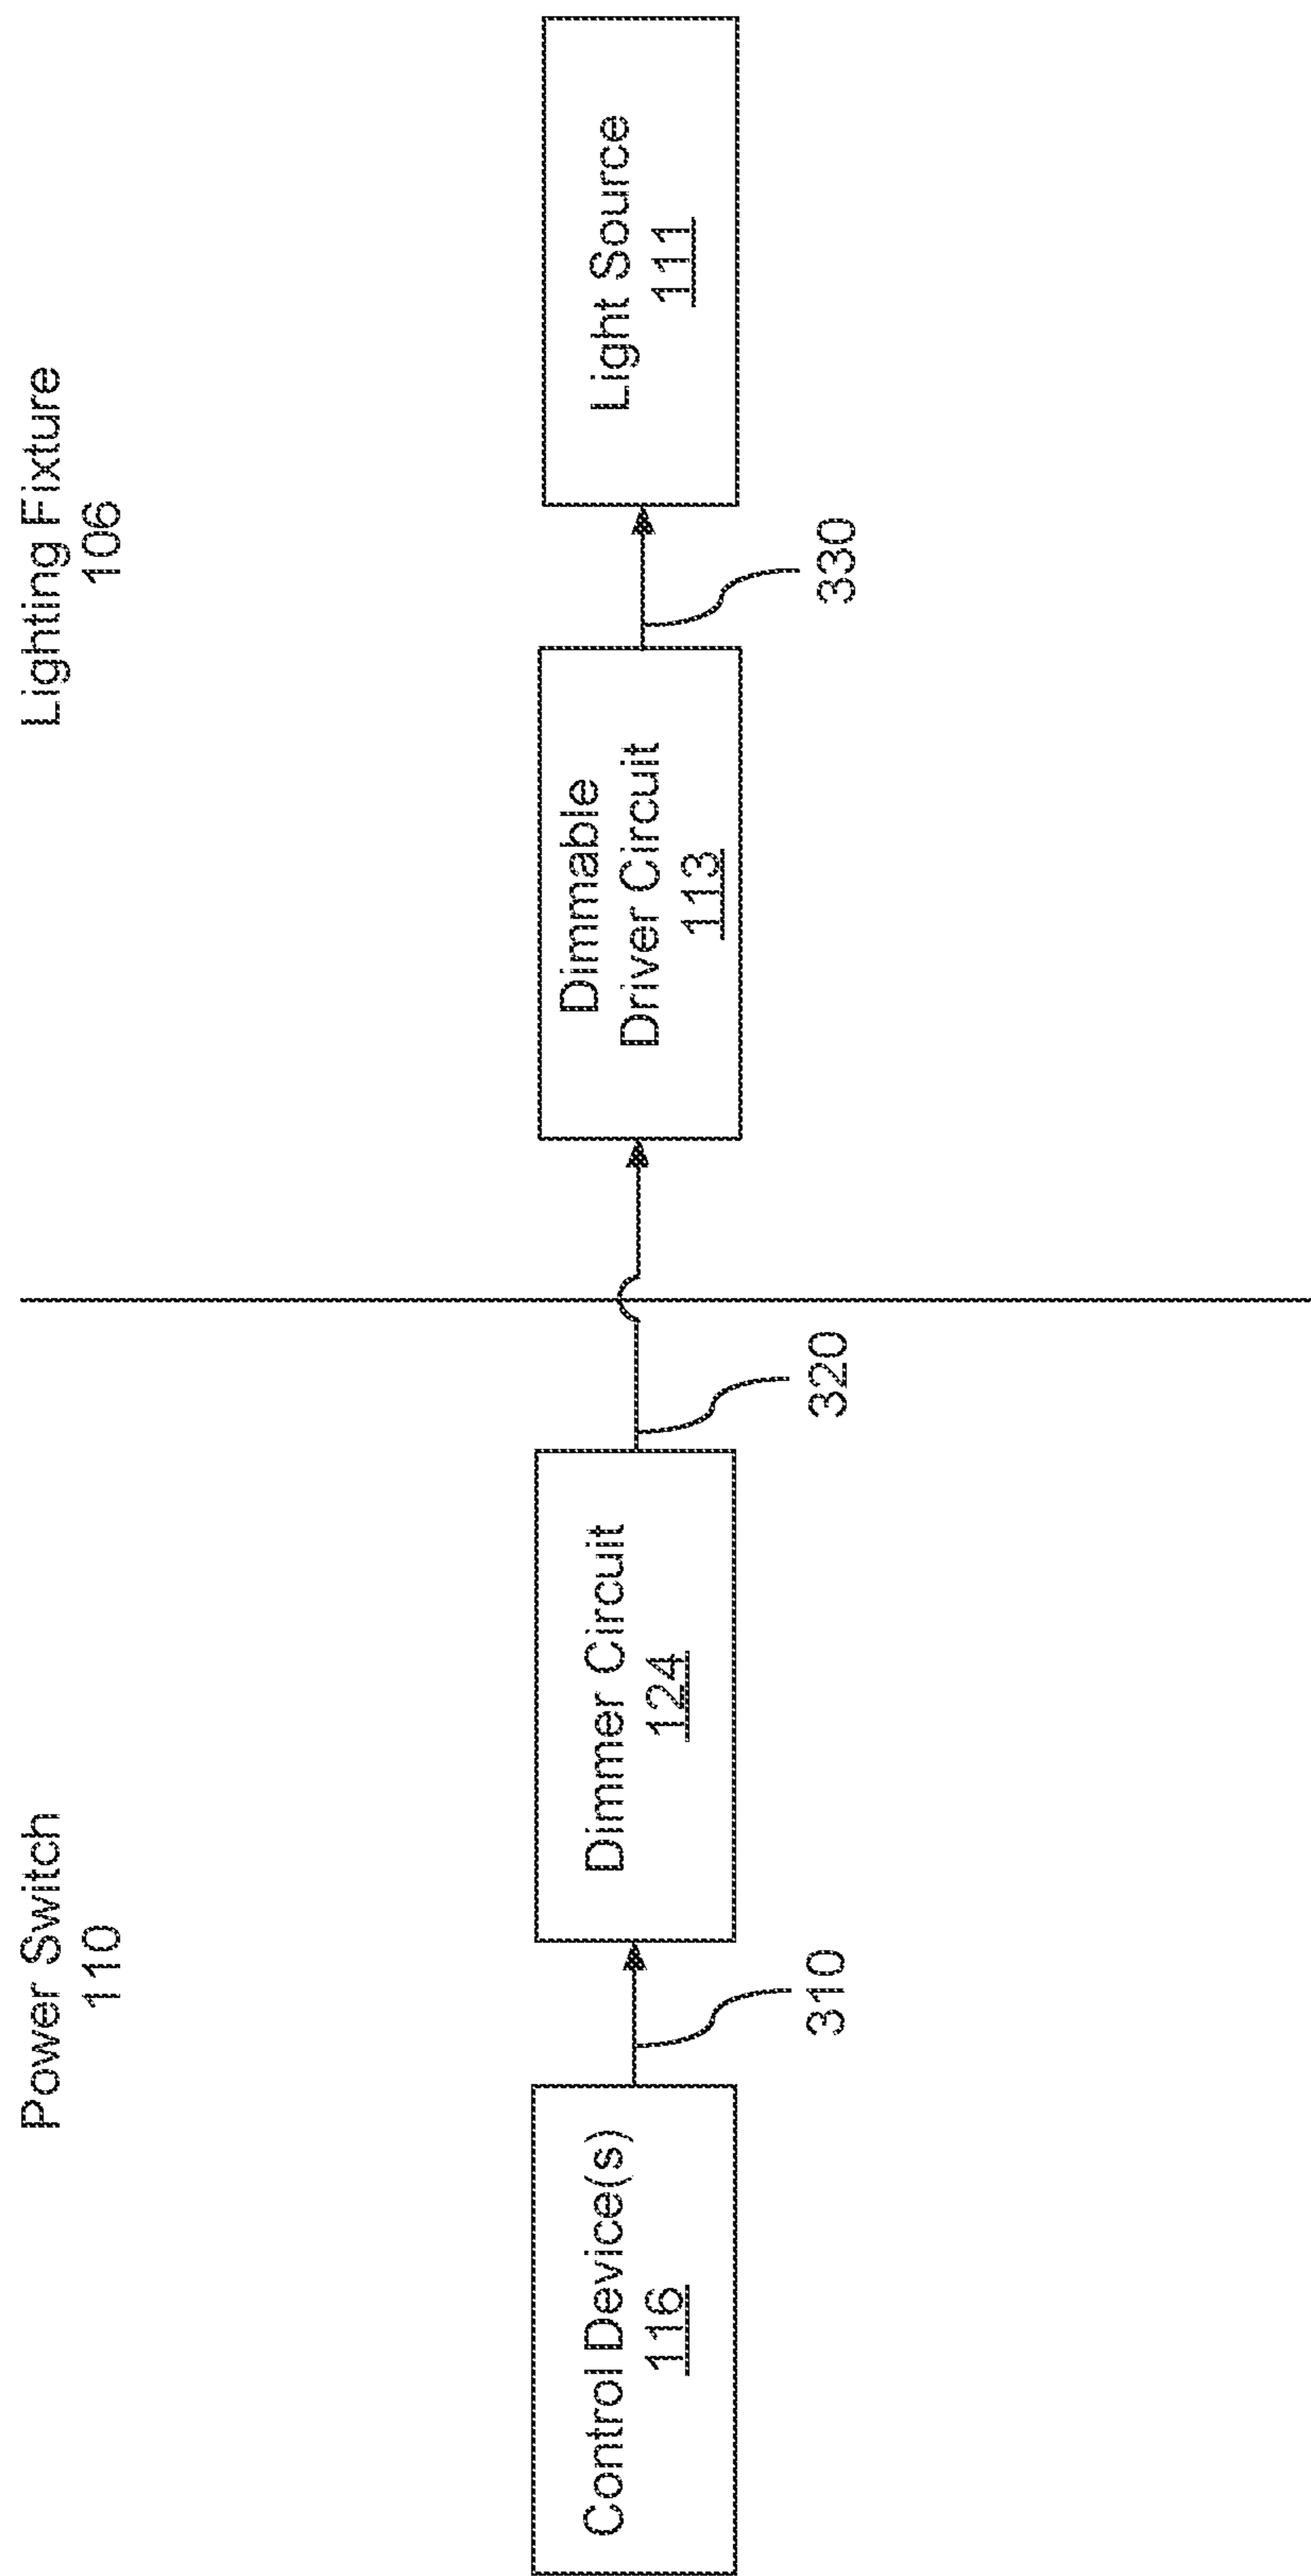 Power Switch
110
Lighting Fixture
106
Control Device(s)
116
310
Dimmer Circuit
124
320
Dimmable
Driver Circuit
113
330
Light Source
111